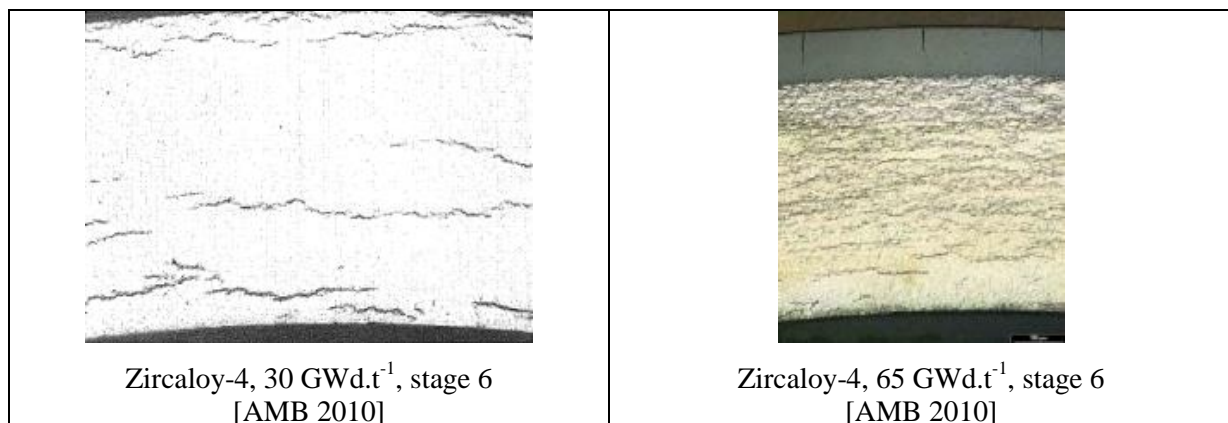 Zircaloy-4, 30 GWd.t⁻¹, stage 6
[AMB 2010]
Zircaloy-4, 65 GWd.t⁻¹, stage 6
[AMB 2010]